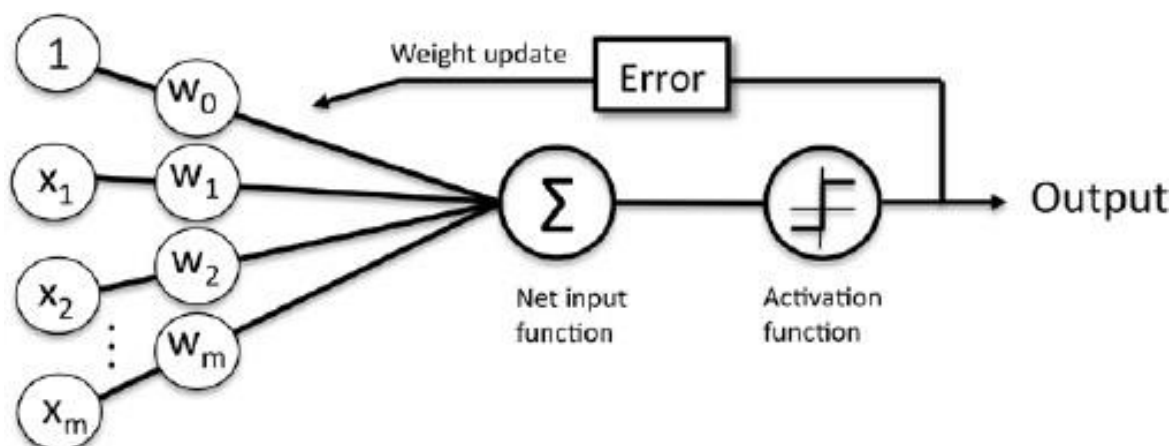 1
w₀
Weight update
Error
x₁
w₁
Σ
Output
x₂
w₂
Net input
function
Activation
function
⋮
wₘ
xₘ